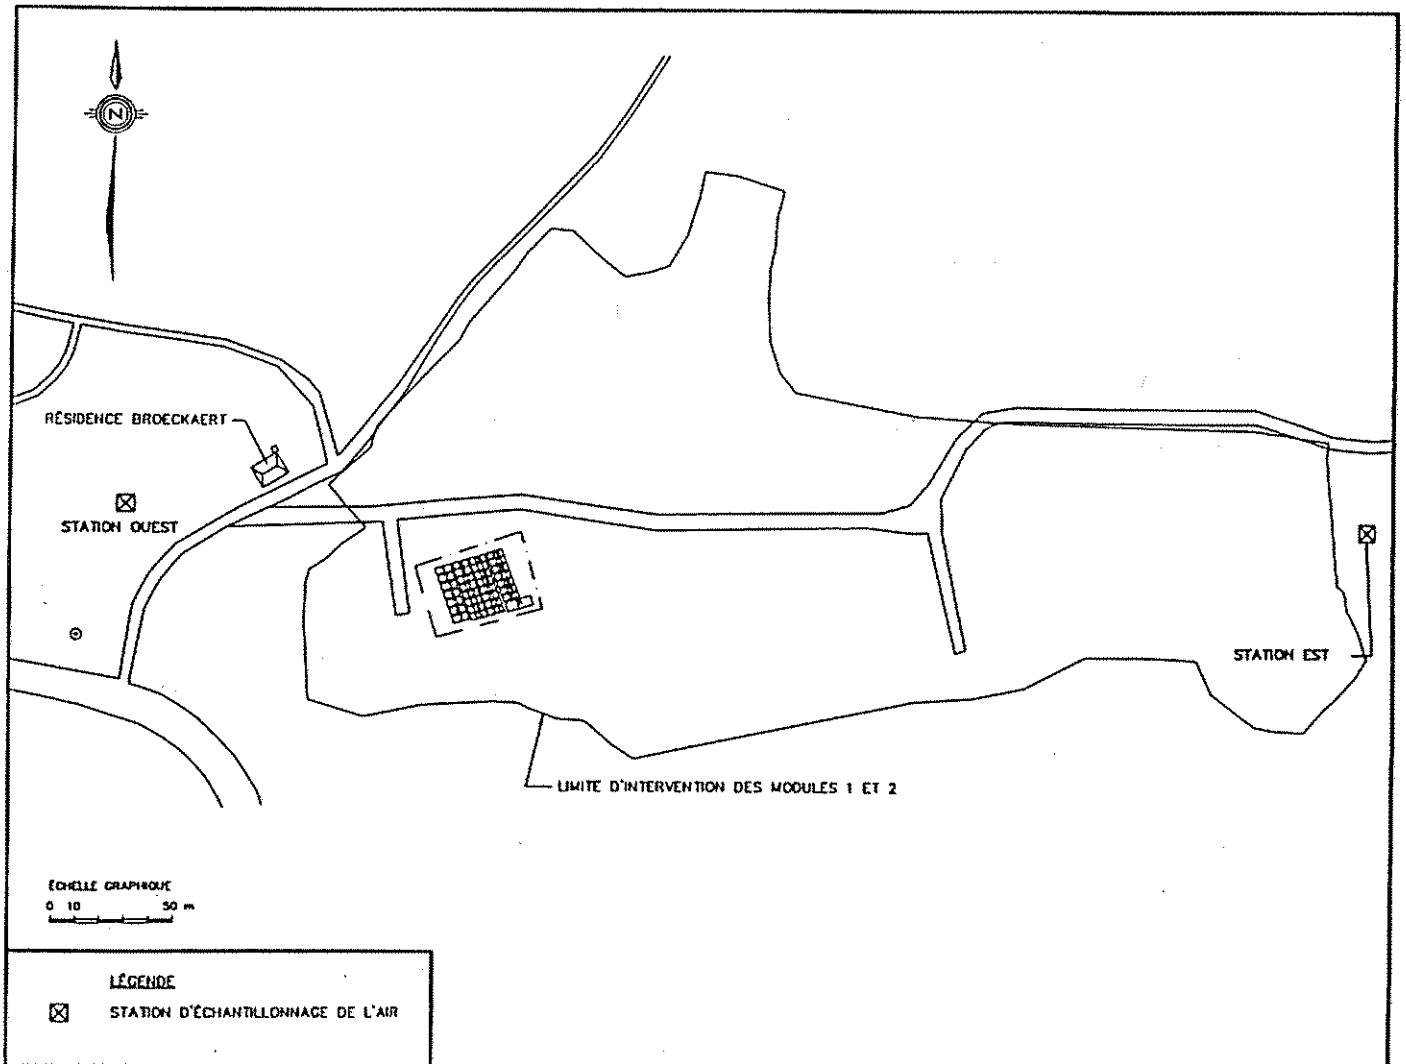 N
RÉSIDENCE BROECKAERT
STATION OUEST
STATION EST
LIMITE D'INTERVENTION DES MODULES 1 ET 2
ÉCHELLE GRAPHIQUE
0 10 50 m
LÉGENDE
STATION D'ÉCHANTILLONNAGE DE L'AIR